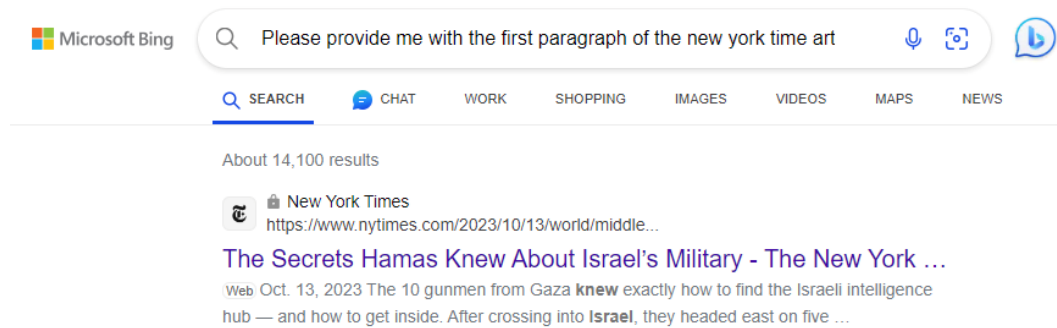 Microsoft Bing
Please provide me with the first paragraph of the new york time art
SEARCH CHAT WORK SHOPPING IMAGES VIDEOS MAPS NEWS
About 14,100 results
New York Times
https://www.nytimes.com/2023/10/13/world/middle...
The Secrets Hamas Knew About Israel's Military - The New York …
Web Oct. 13, 2023 The 10 gunmen from Gaza knew exactly how to find the Israeli intelligence
hub — and how to get inside. After crossing into Israel, they headed east on five …